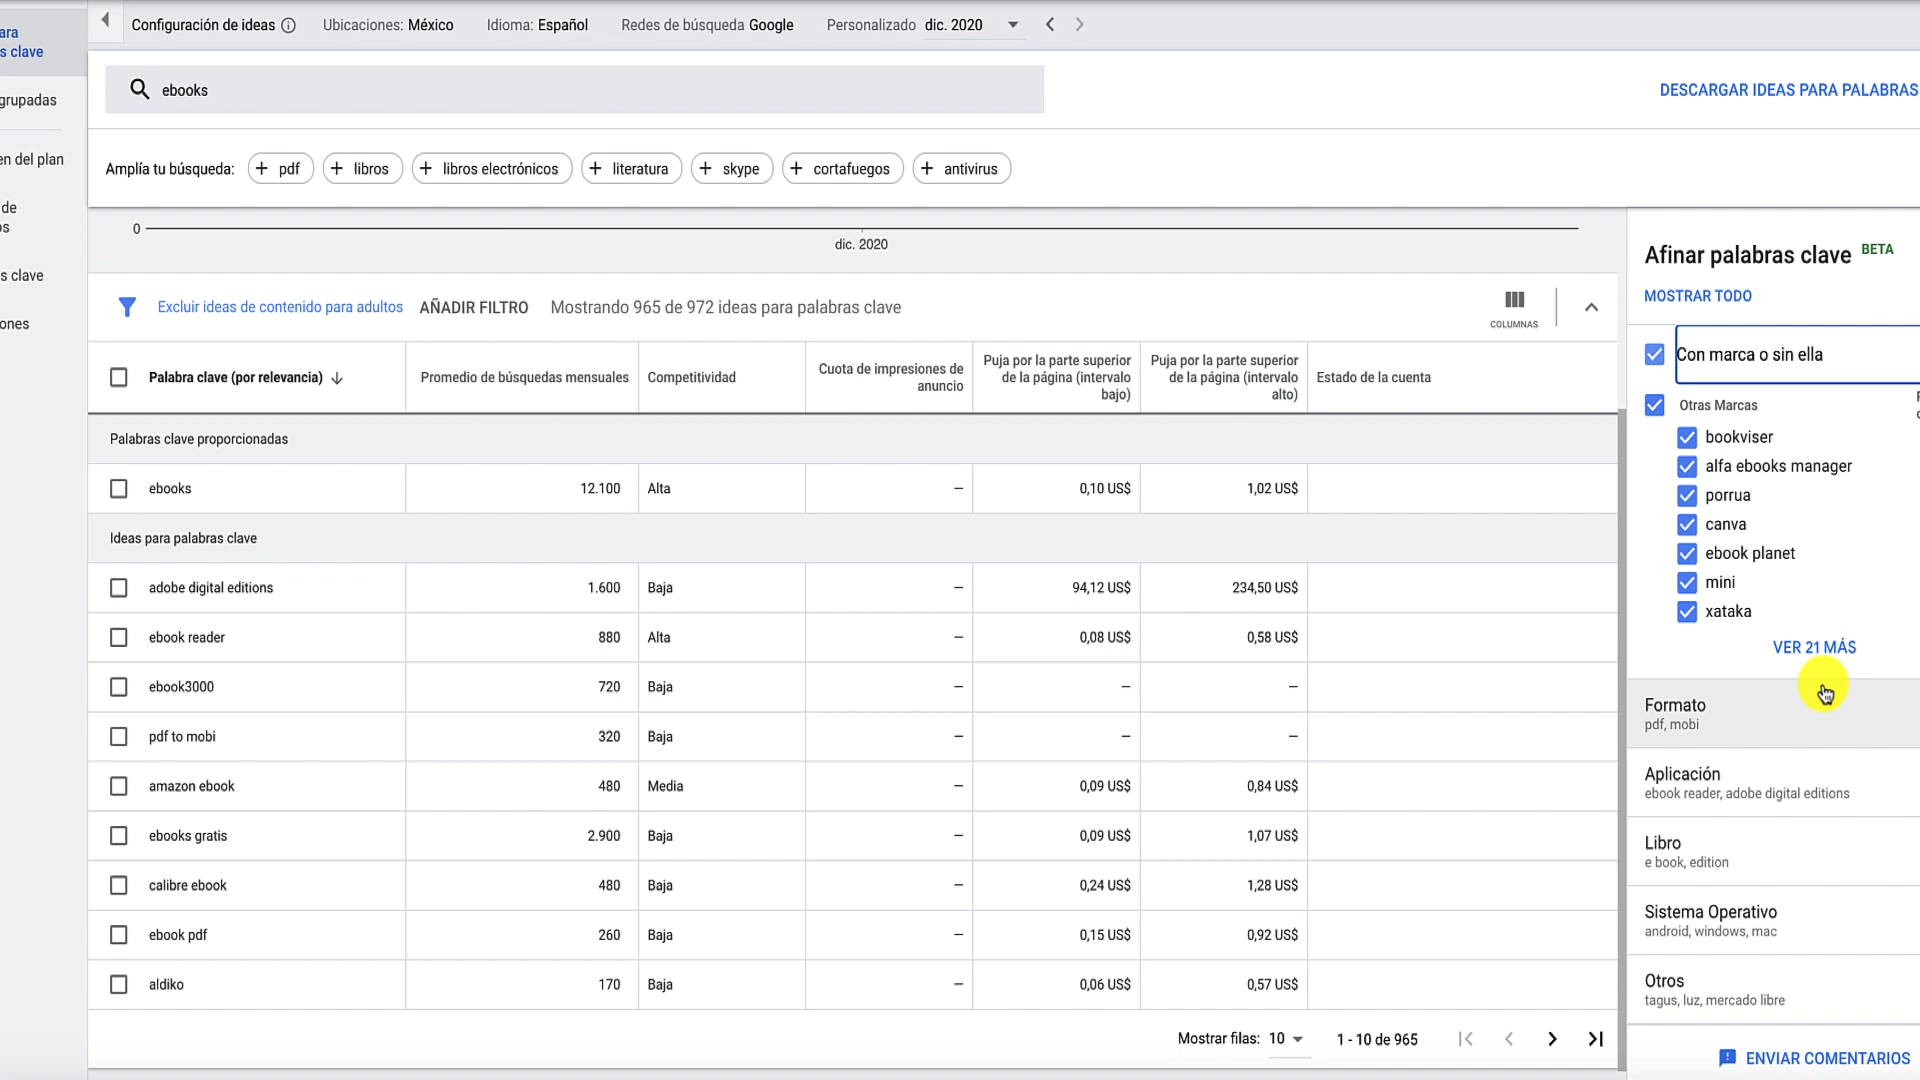 Configuración de ideas Ubicaciones: México Idioma: Español Redes de búsqueda Google Personalizado dic. 2020
ara
s clave
grupadas
en del plan
de
os
s clave
ones
ebooks
DESCARGAR IDEAS PARA PALABRAS
Amplía tu búsqueda: + pdf + libros + libros electrónicos + literatura + skype + cortafuegos + antivirus
0
dic. 2020
Excluir ideas de contenido para adultos AÑADIR FILTRO Mostrando 965 de 972 ideas para palabras clave
COLUMNAS
Palabra clave (por relevancia) Promedio de búsquedas mensuales Competitividad Cuota de impresiones de anuncio Puja por la parte superior de la página (intervalo bajo) Puja por la parte superior de la página (intervalo alto) Estado de la cuenta
Palabras clave proporcionadas
ebooks 12.100 Alta – 0,10 US$ 1,02 US$
Ideas para palabras clave
adobe digital editions 1.600 Baja – 94,12 US$ 234,50 US$
ebook reader 880 Alta – 0,08 US$ 0,58 US$
ebook3000 720 Baja – – –
pdf to mobi 320 Baja – – –
amazon ebook 480 Media – 0,09 US$ 0,84 US$
ebooks gratis 2.900 Baja – 0,09 US$ 1,07 US$
calibre ebook 480 Baja – 0,24 US$ 1,28 US$
ebook pdf 260 Baja – 0,15 US$ 0,92 US$
aldiko 170 Baja – 0,06 US$ 0,57 US$
Mostrar filas: 10 1 - 10 de 965
Afinar palabras clave BETA
MOSTRAR TODO
Con marca o sin ella
Otras Marcas
bookviser
alfa ebooks manager
porrua
canva
ebook planet
mini
xataka
VER 21 MÁS
Formato
pdf, mobi
Aplicación
ebook reader, adobe digital editions
Libro
e book, edition
Sistema Operativo
android, windows, mac
Otros
tagus, luz, mercado libre
ENVIAR COMENTARIOS